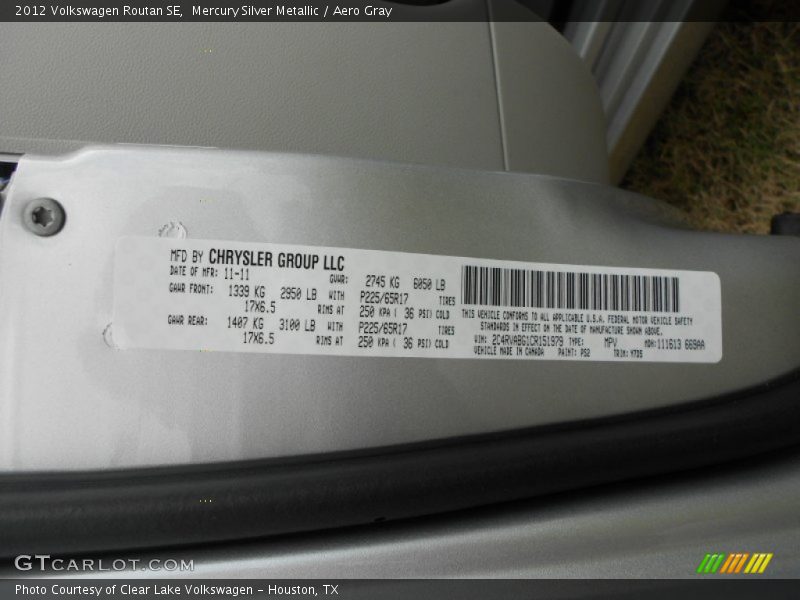 2012 Volkswagen Routan SE,  Mercury Silver Metallic / Aero Gray
MFD BY CHRYSLER GROUP LLC
DATE OF MFR: 11-11 GVWR: 2745 KG 6050 LB
GAWR FRONT: 1339 KG 2950 LB WITH P225/65R17 TIRES
17X6.5 RIMS AT 250 KPA ( 36 PSI) COLD
GAWR REAR: 1407 KG 3100 LB WITH P225/65R17 TIRES
17X6.5 RIMS AT 250 KPA ( 36 PSI) COLD
THIS VEHICLE CONFORMS TO ALL APPLICABLE U.S.A. FEDERAL MOTOR VEHICLE SAFETY
STANDARDS IN EFFECT ON THE DATE OF MANUFACTURE SHOWN ABOVE.
VIN: 2C4RVABG1CR151979 TYPE: MPV MDH:111613 669AA
VEHICLE MADE IN CANADA PAINT: PS2 TRIM: M7D5
GTCARLOT.COM
Photo Courtesy of Clear Lake Volkswagen – Houston, TX